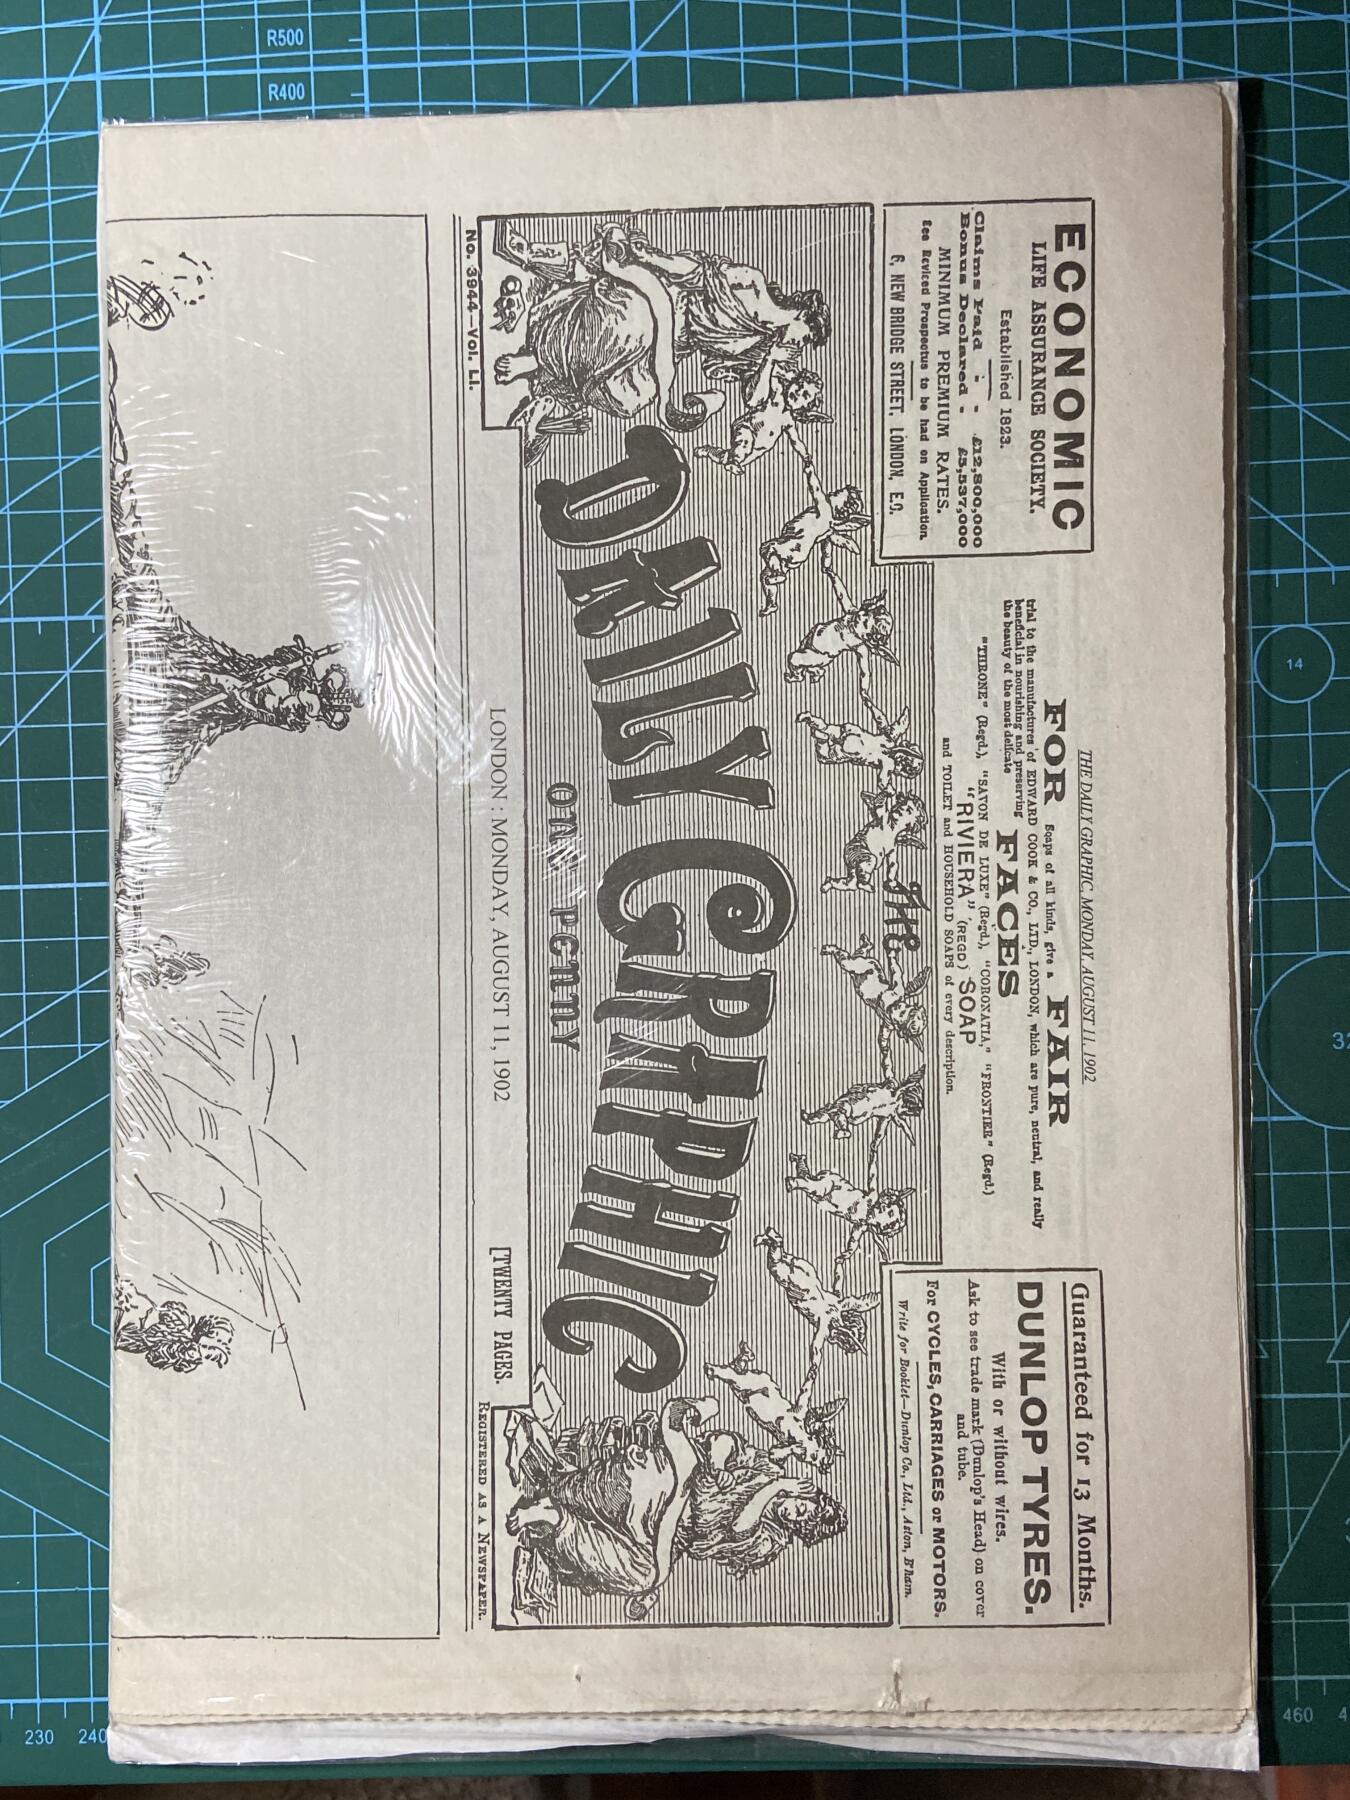 THE DAILY GRAPHIC, MONDAY, AUGUST 11, 1902
ECONOMIC
LIFE ASSURANCE SOCIETY.
Established 1823.
Claims Paid - - £12,800,000
Bonus Declared - £5,537,000
MINIMUM PREMIUM RATES.
See Revised Prospectus to be had on Application.
6, NEW BRIDGE STREET, LONDON, E.C.
FOR Soaps of all kinds, give a FAIR
trial to the manufactures of EDWARD COOK & CO., LTD., LONDON, which are pure, neutral, and really
beneficial in nourishing and preserving
the beauty of the most delicate FACES
"THRONE" (Regd.), "SAVON DE LUXE" (Regd.), "CORONATIA," "FRONTIER" (Regd.)
"RIVIERA" (REGD) SOAP
and TOILET and HOUSEHOLD SOAPS of every description.
Guaranteed for 13 Months.
DUNLOP TYRES.
With or without wires.
Ask to see trade mark (Dunlop's Head) on cover
and tube.
For CYCLES, CARRIAGES or MOTORS.
Write for Booklet—Dunlop Co., Ltd., Aston, B'ham.
THE
DAILY GRAPHIC
ONE PENNY
No. 3944—Vol. LI.
LONDON : MONDAY, AUGUST 11, 1902
[TWENTY PAGES.
REGISTERED AS A NEWSPAPER.
R500
R400
14
230
240
460